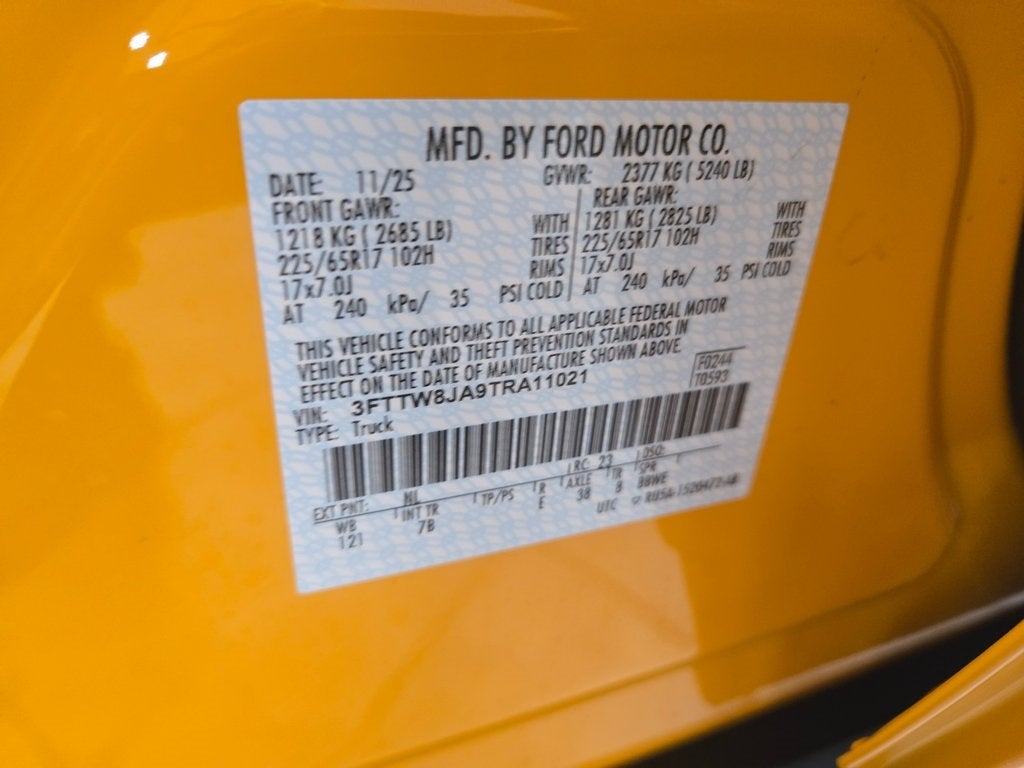 MFD. BY FORD MOTOR CO.
DATE: 11/25 GVWR: 2377 KG ( 5240 LB)
FRONT GAWR: REAR GAWR:
1218 KG ( 2685 LB) WITH 1281 KG ( 2825 LB) WITH
225/65R17 102H TIRES 225/65R17 102H TIRES
17x7.0J RIMS 17x7.0J RIMS
AT 240 kPa/ 35 PSI COLD AT 240 kPa/ 35 PSI COLD
THIS VEHICLE CONFORMS TO ALL APPLICABLE FEDERAL MOTOR
VEHICLE SAFETY AND THEFT PREVENTION STANDARDS IN
EFFECT ON THE DATE OF MANUFACTURE SHOWN ABOVE.
VIN: 3FTTW8JA9TRA11021 F0244
TYPE: Truck T0593
EXT PNT: NL RC: 23 DSO:
WB INT TR TP/PS R AXLE TR SPR
121 7B E 38 8 BBWE
UTC